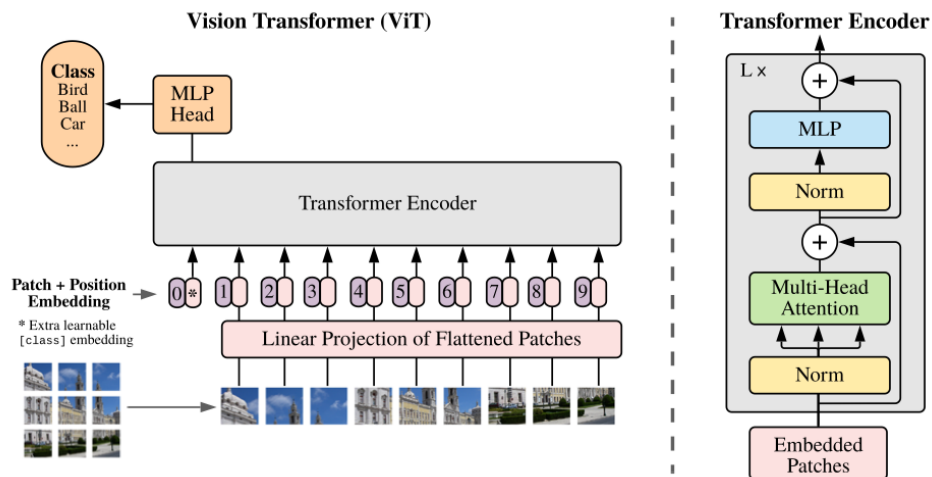 Vision Transformer (ViT)
Class
Bird
Ball
Car
...
MLP
Head
Transformer Encoder
Patch + Position
Embedding
* Extra learnable
[class] embedding
0 *
1
2
3
4
5
6
7
8
9
Linear Projection of Flattened Patches
Transformer Encoder
L ×
+
MLP
Norm
+
Multi-Head
Attention
Norm
Embedded
Patches